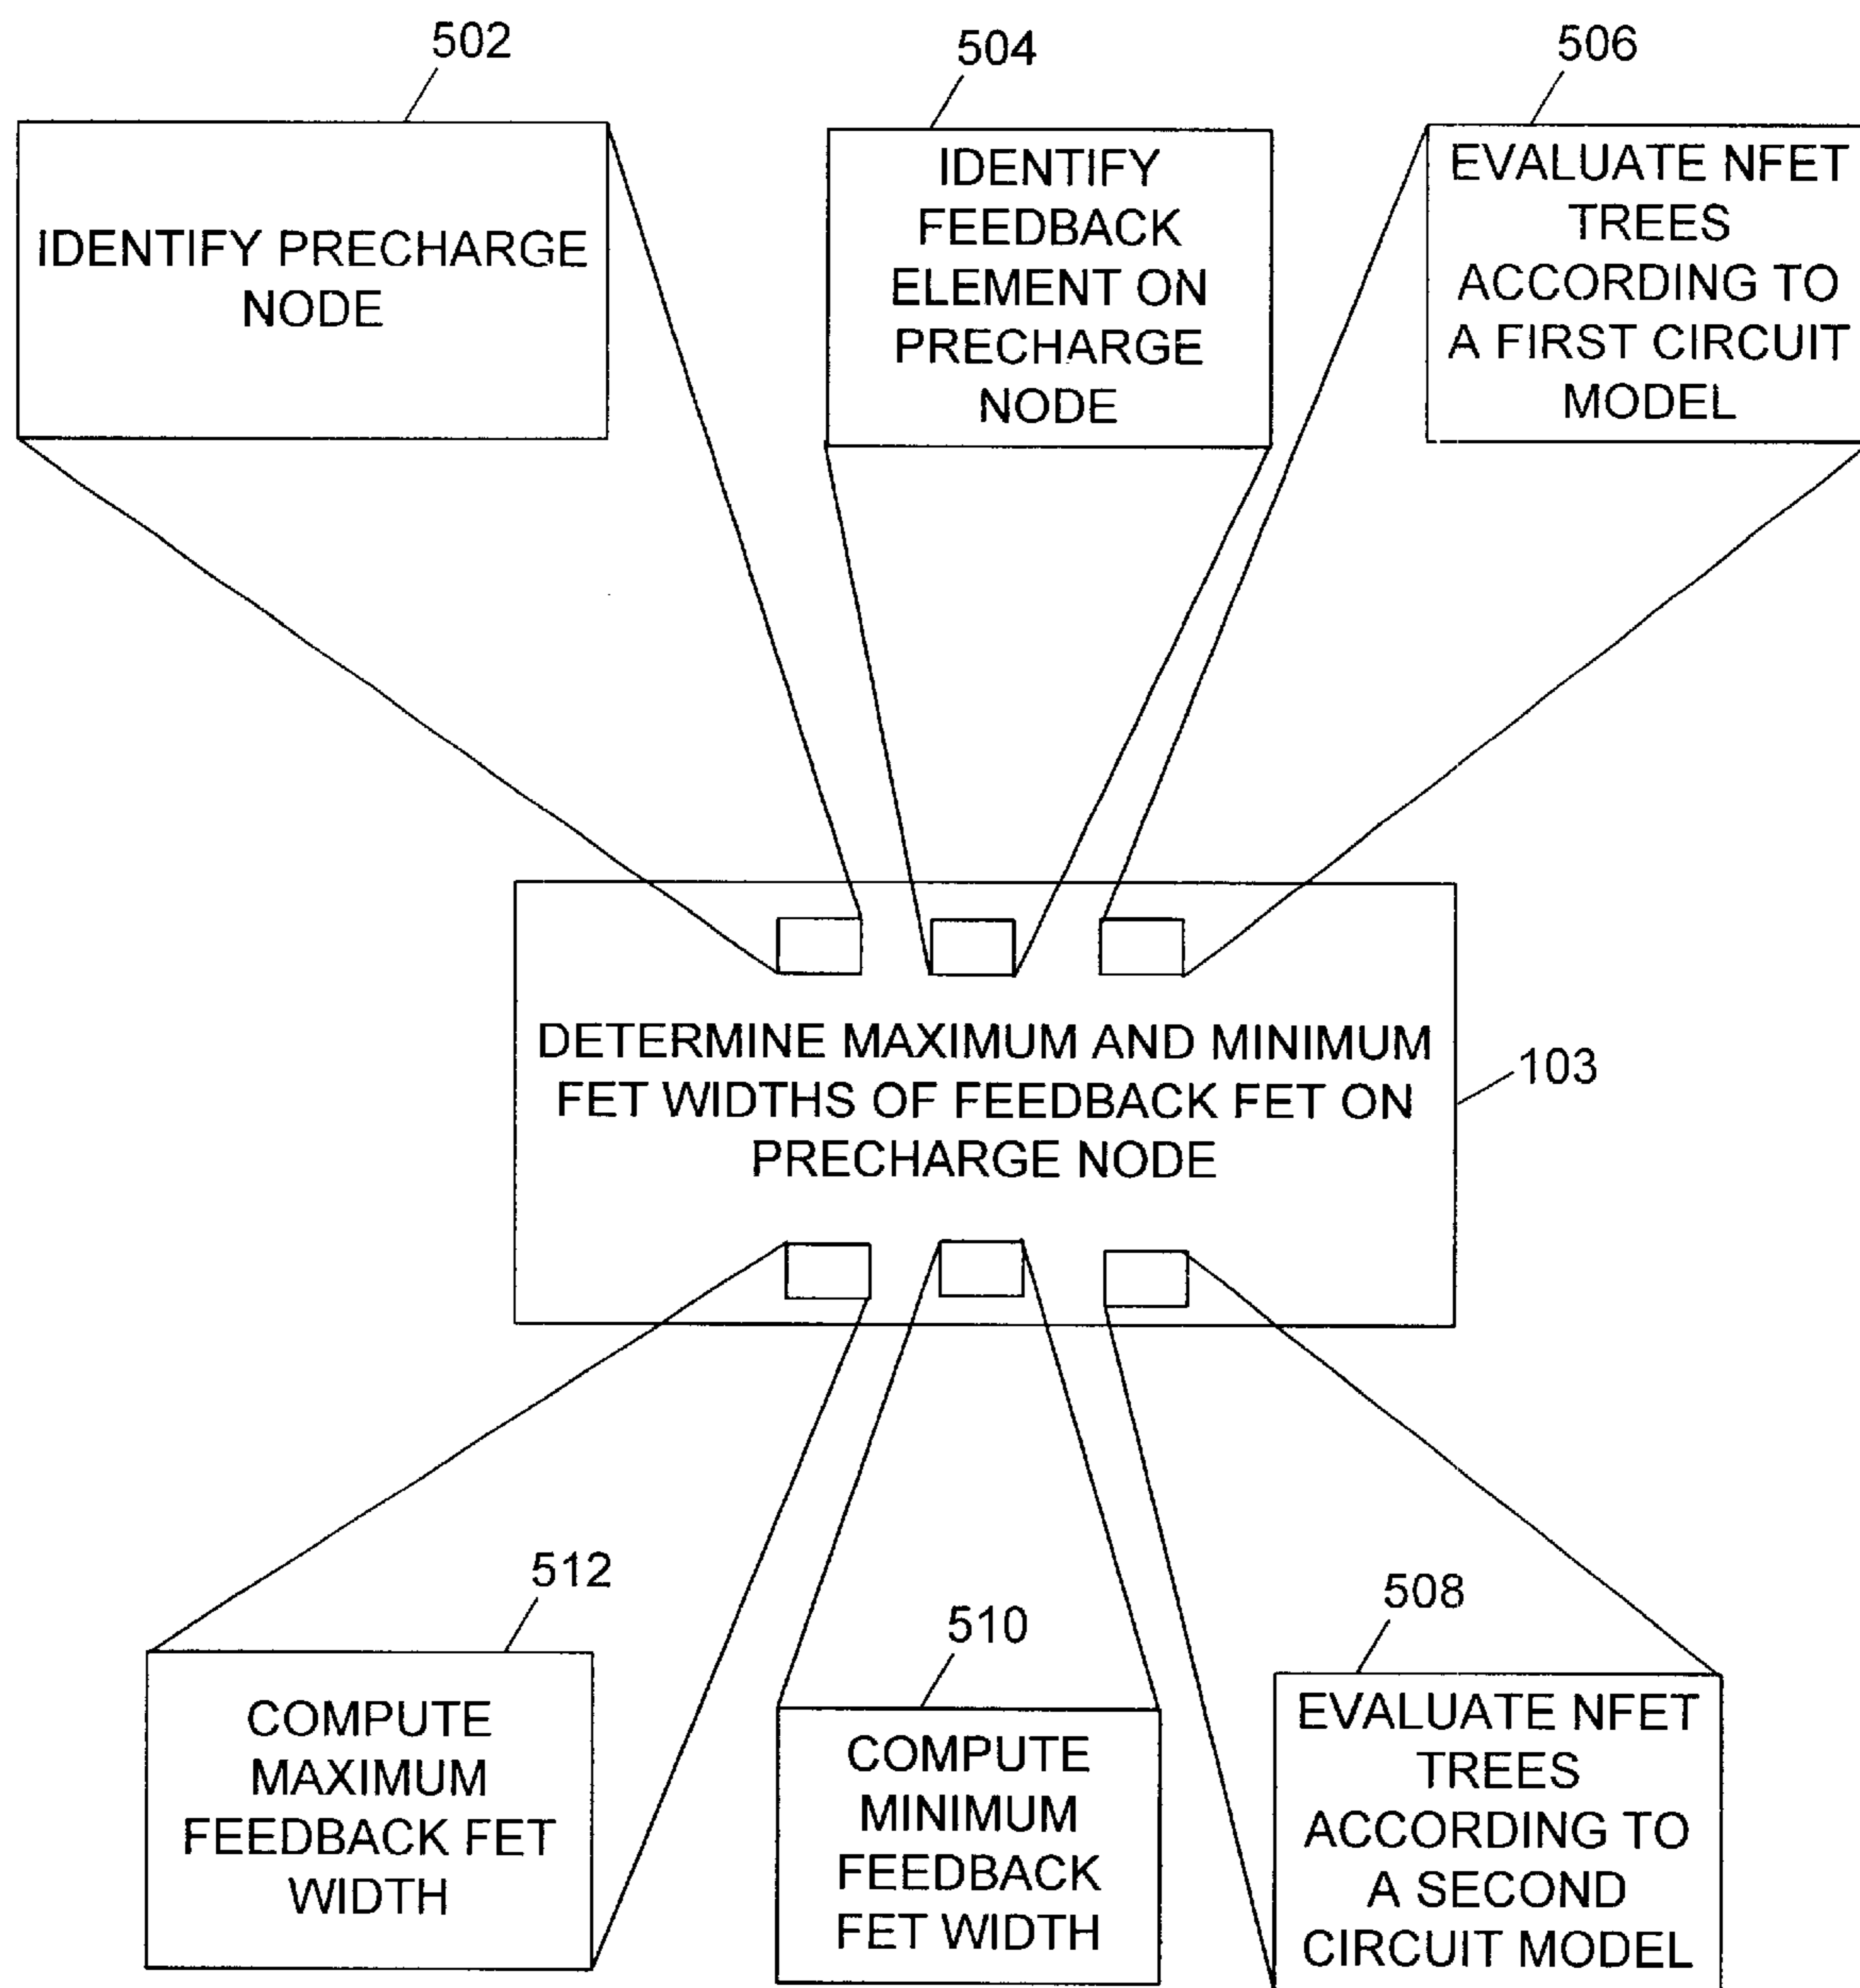 502
IDENTIFY PRECHARGE
NODE
504
IDENTIFY
FEEDBACK
ELEMENT ON
PRECHARGE
NODE
506
EVALUATE NFET
TREES
ACCORDING TO
A FIRST CIRCUIT
MODEL
DETERMINE MAXIMUM AND MINIMUM
FET WIDTHS OF FEEDBACK FET ON
PRECHARGE NODE
103
512
COMPUTE
MAXIMUM
FEEDBACK FET
WIDTH
510
COMPUTE
MINIMUM
FEEDBACK
FET WIDTH
508
EVALUATE NFET
TREES
ACCORDING TO
A SECOND
CIRCUIT MODEL